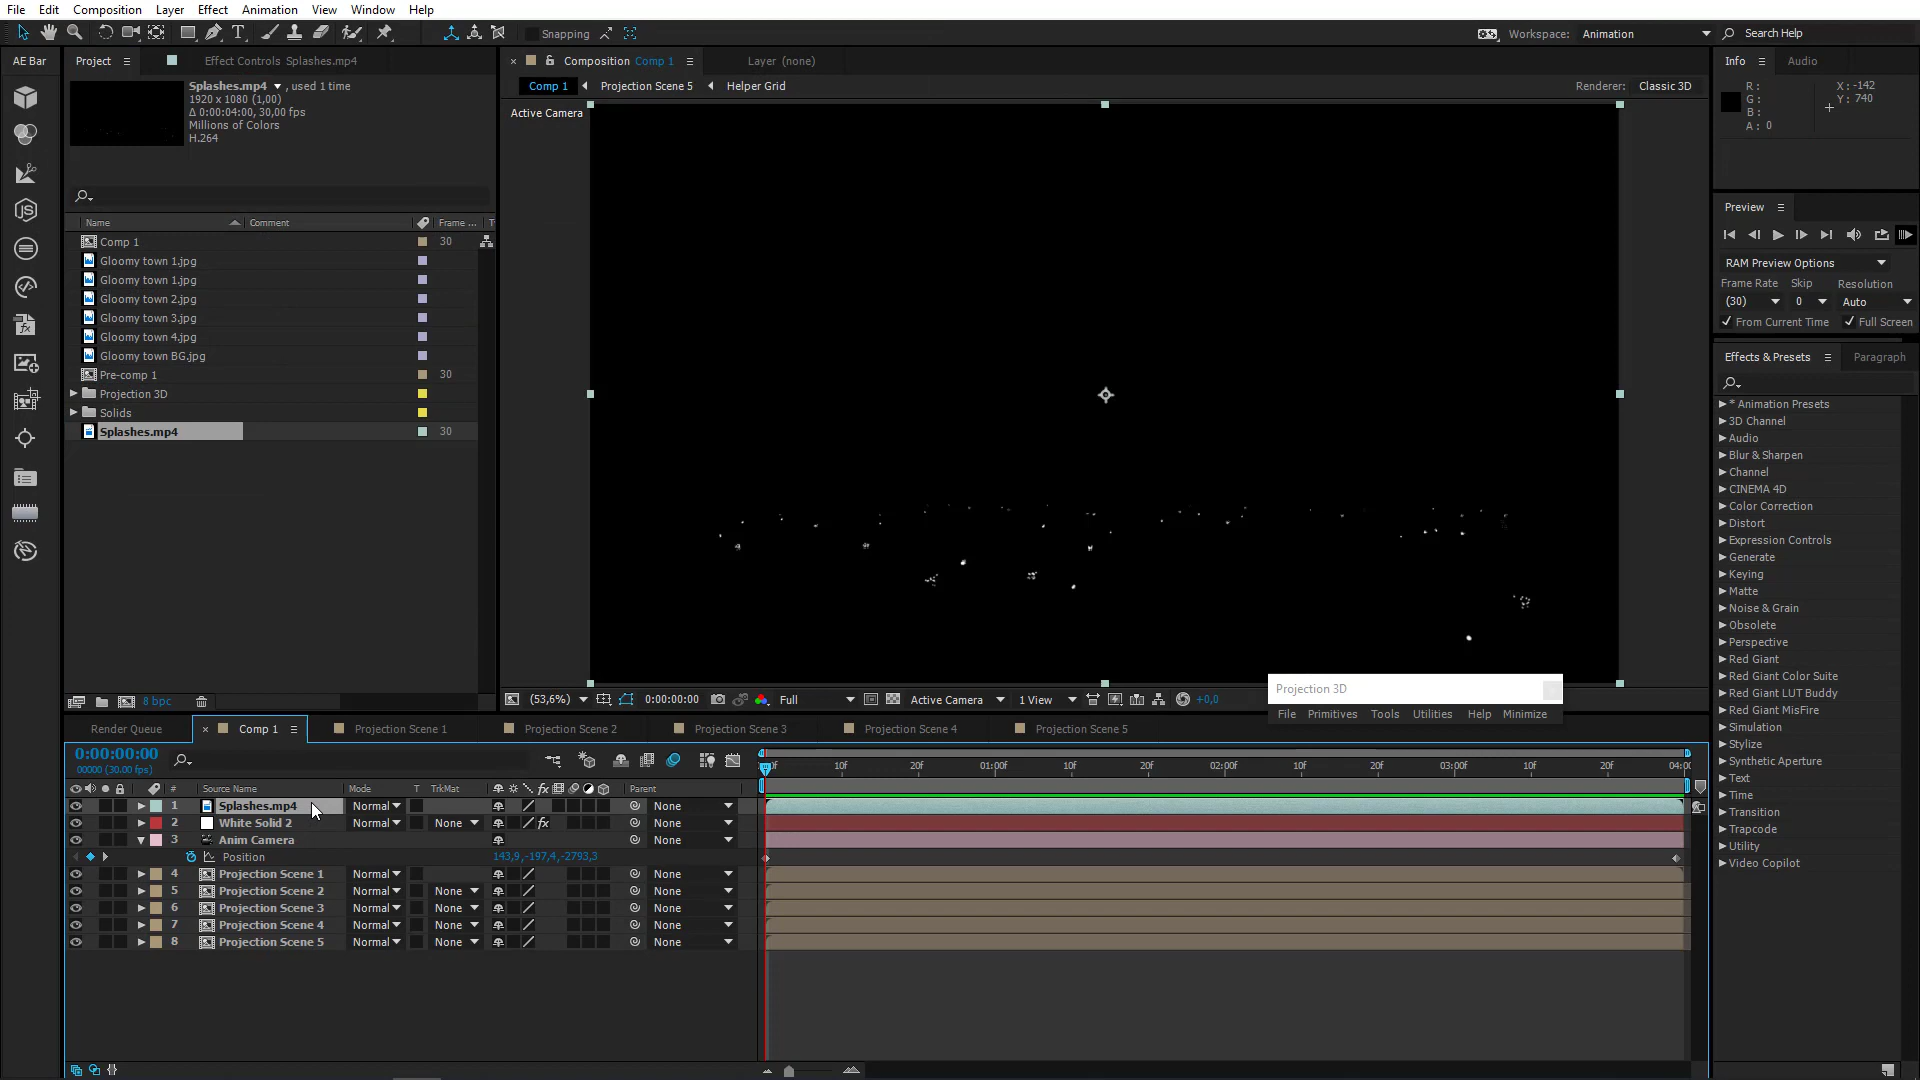 File Edit Composition Layer Effect Animation View Window Help
Snapping
Workspace: Animation
Search Help
AE Bar
Project
Effect Controls Splashes.mp4
Splashes.mp4 , used 1 time
1920 x 1080 (1,00)
Δ 0:00:04:00, 30,00 fps
Millions of Colors
H.264
Name Comment Frame ... T
Comp 1 30
Gloomy town 1.jpg
Gloomy town 1.jpg
Gloomy town 2.jpg
Gloomy town 3.jpg
Gloomy town 4.jpg
Gloomy town BG.jpg
Pre-comp 1 30
Projection 3D
Solids
Splashes.mp4 30
8 bpc
Composition Comp 1
Layer (none)
Comp 1 Projection Scene 5 Helper Grid
Renderer: Classic 3D
Active Camera
(53,6%) 0:00:00:00 Full Active Camera 1 View +0,0
Projection 3D
File Primitives Tools Utilities Help Minimize
Info Audio
R :
G :
B :
A : 0
X : -142
Y : 740
Preview
RAM Preview Options
Frame Rate Skip Resolution
(30) 0 Auto
From Current Time Full Screen
Effects & Presets Paragraph
* Animation Presets
3D Channel
Audio
Blur & Sharpen
Channel
CINEMA 4D
Color Correction
Distort
Expression Controls
Generate
Keying
Matte
Noise & Grain
Obsolete
Perspective
Red Giant
Red Giant Color Suite
Red Giant LUT Buddy
Red Giant MisFire
Simulation
Stylize
Synthetic Aperture
Text
Time
Transition
Trapcode
Utility
Video Copilot
Render Queue Comp 1 Projection Scene 1 Projection Scene 2 Projection Scene 3 Projection Scene 4 Projection Scene 5
0:00:00:00
00000 (30.00 fps)
10f 20f 01:00f 10f 20f 02:00f 10f 20f 03:00f 10f 20f 04:00
# Source Name Mode T TrkMat Parent
1 Splashes.mp4 Normal None
2 White Solid 2 Normal None fx None
3 Anim Camera None
Position 143,9,-197,4,-2793,3
4 Projection Scene 1 Normal None
5 Projection Scene 2 Normal None None
6 Projection Scene 3 Normal None None
7 Projection Scene 4 Normal None None
8 Projection Scene 5 Normal None None